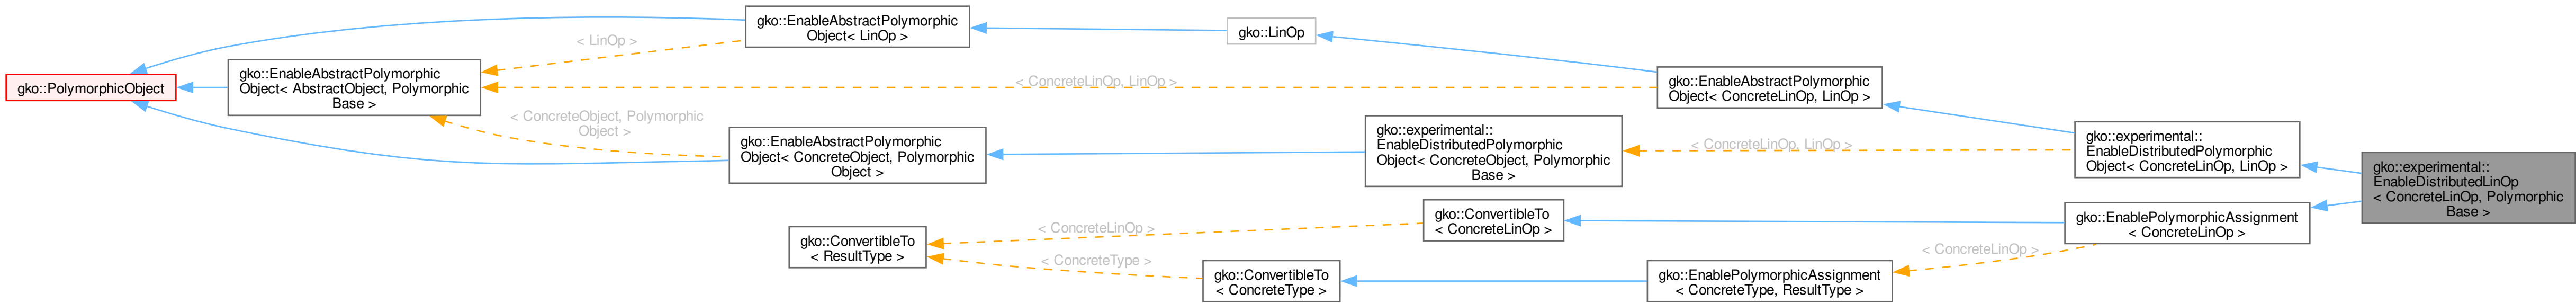 gko::PolymorphicObject
gko::EnableAbstractPolymorphic
Object< AbstractObject, Polymorphic
Base >
gko::EnableAbstractPolymorphic
Object< LinOp >
< LinOp >
gko::LinOp
< ConcreteLinOp, LinOp >
gko::EnableAbstractPolymorphic
Object< ConcreteLinOp, LinOp >
< ConcreteObject, Polymorphic
Object >
gko::EnableAbstractPolymorphic
Object< ConcreteObject, Polymorphic
Object >
gko::experimental::
EnableDistributedPolymorphic
Object< ConcreteObject, Polymorphic
Base >
< ConcreteLinOp, LinOp >
gko::experimental::
EnableDistributedPolymorphic
Object< ConcreteLinOp, LinOp >
gko::experimental::
EnableDistributedLinOp
< ConcreteLinOp, Polymorphic
Base >
gko::ConvertibleTo
< ResultType >
< ConcreteLinOp >
gko::ConvertibleTo
< ConcreteLinOp >
gko::EnablePolymorphicAssignment
< ConcreteLinOp >
< ConcreteType >
gko::ConvertibleTo
< ConcreteType >
gko::EnablePolymorphicAssignment
< ConcreteType, ResultType >
< ConcreteLinOp >